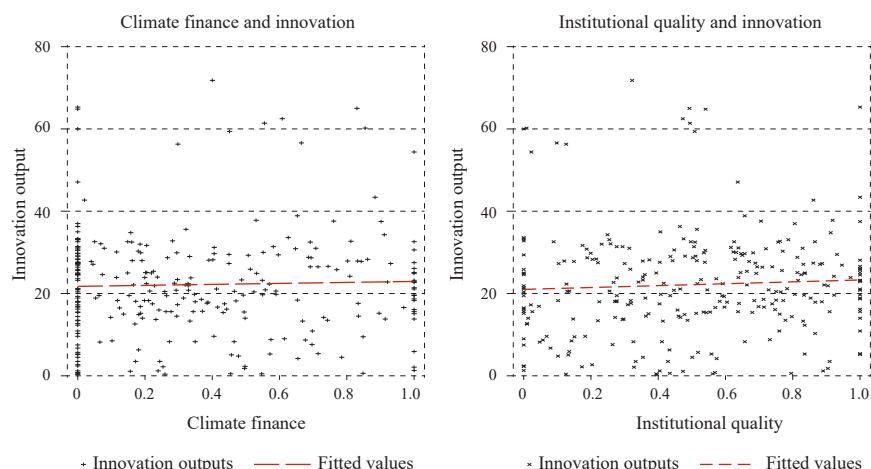 Climate finance and innovation
80
60
40
20
0
Innovation output
0 0.2 0.4 0.6 0.8 1.0
Climate finance
Innovation outputs Fitted values
Institutional quality and innovation
80
60
40
20
0
Innovation output
0 0.2 0.4 0.6 0.8 1.0
Institutional quality
Innovation outputs Fitted values